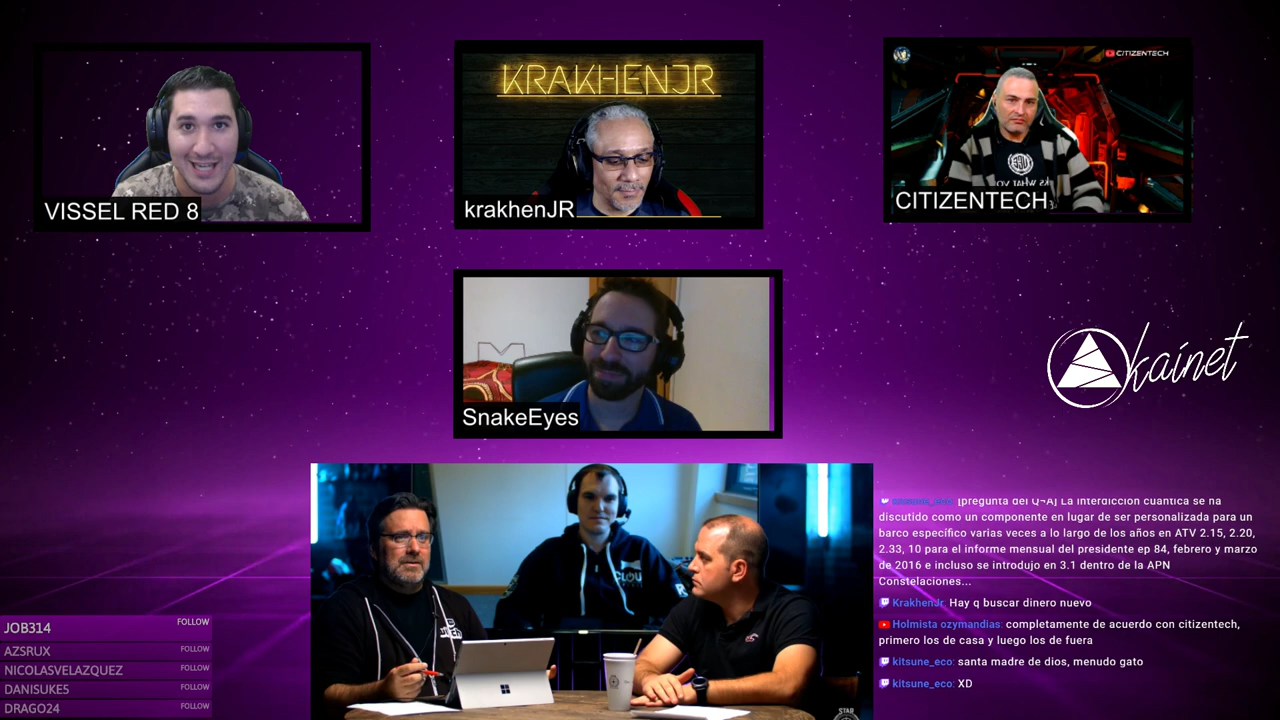 VISSEL RED 8
KRAKHENJR
krakhenJR
CITIZENTECH
CITIZENTECH
SnakeEyes
kainet
[pregunta del Q¬A] La interdicción cuántica se ha
discutido como un componente en lugar de ser personalizada para un
barco específico varias veces a lo largo de los años en ATV 2.15, 2.20,
2.33, 10 para el informe mensual del presidente ep 84, febrero y marzo
de 2016 e incluso se introdujo en 3.1 dentro de la APN
Constelaciones...
KrakhenJr: Hay q buscar dinero nuevo
Holmista ozymandias: completamente de acuerdo con citizentech,
primero los de casa y luego los de fuera
kitsune_eco: santa madre de dios, menudo gato
kitsune_eco: XD
JOB314 FOLLOW
AZSRUX FOLLOW
NICOLASVELAZQUEZ FOLLOW
DANISUKE5 FOLLOW
DRAGO24 FOLLOW
CLOUD
STAR